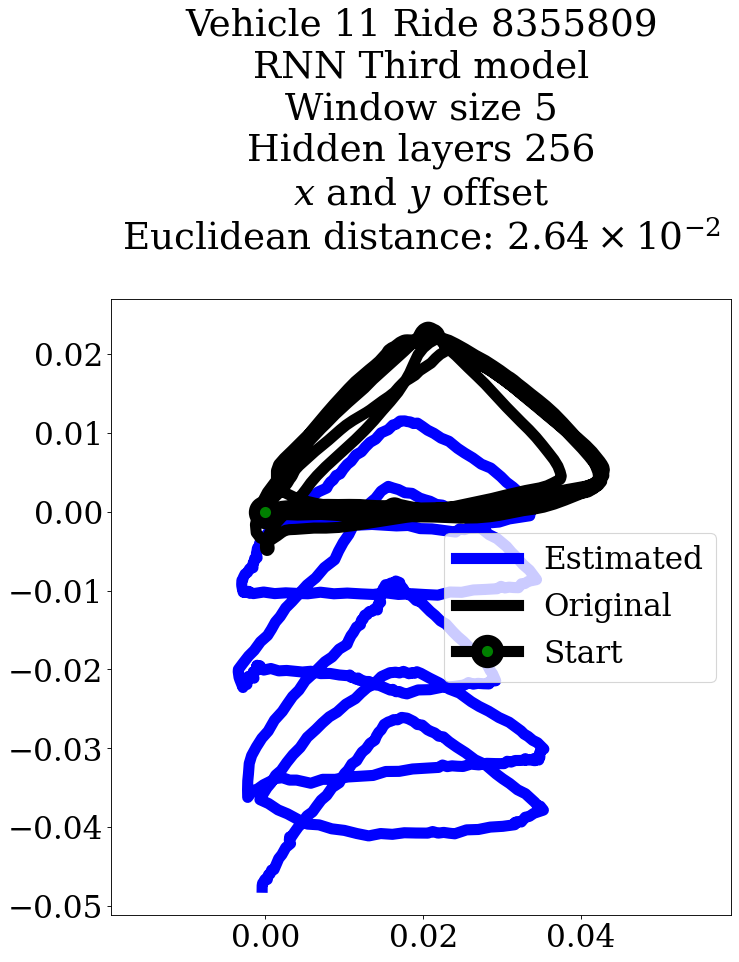 Vehicle 11 Ride 8355809
RNN Third model
Window size 5
Hidden layers 256
x and y offset
Euclidean distance: 2.64 × 10⁻²
0.02
0.01
0.00
−0.01
−0.02
−0.03
−0.04
−0.05
Estimated
Original
Start
0.00 0.02 0.04